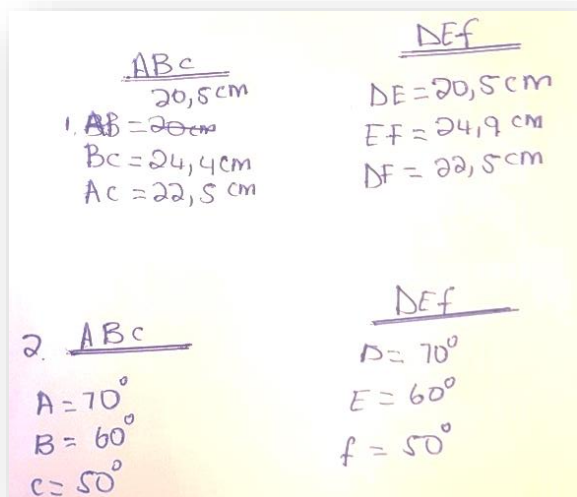 ABc
20,5cm
1. AB = 20cm
Bc = 24,4cm
Ac = 22,5 cm
DEf
DE = 20,5cm
Ef = 24,9 cm
DF = 22,5cm
2. ABc
A = 70°
B = 60°
c = 50°
DEf
D = 70°
E = 60°
f = 50°